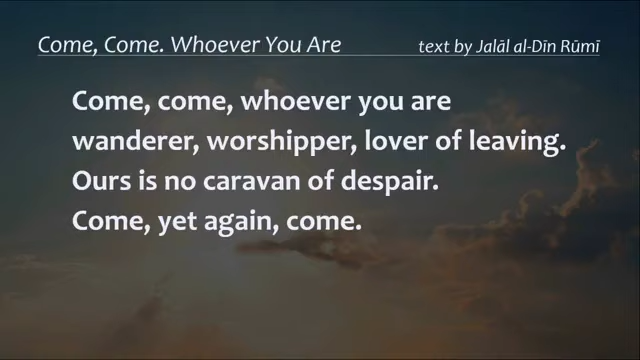 Come, Come. Whoever You Are
text by Jalāl al-Dīn Rūmī
Come, come, whoever you are
wanderer, worshipper, lover of leaving.
Ours is no caravan of despair.
Come, yet again, come.